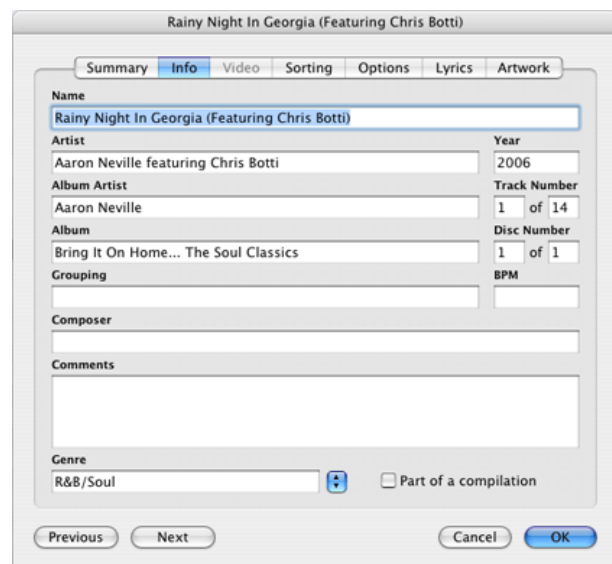 Rainy Night In Georgia (Featuring Chris Botti)
Summary Info Video Sorting Options Lyrics Artwork
Name
Rainy Night In Georgia (Featuring Chris Botti)
Artist Year
Aaron Neville featuring Chris Botti 2006
Album Artist Track Number
Aaron Neville 1 of 14
Album Disc Number
Bring It On Home... The Soul Classics 1 of 1
Grouping BPM
Composer
Comments
Genre
R&B/Soul Part of a compilation
Previous Next Cancel OK